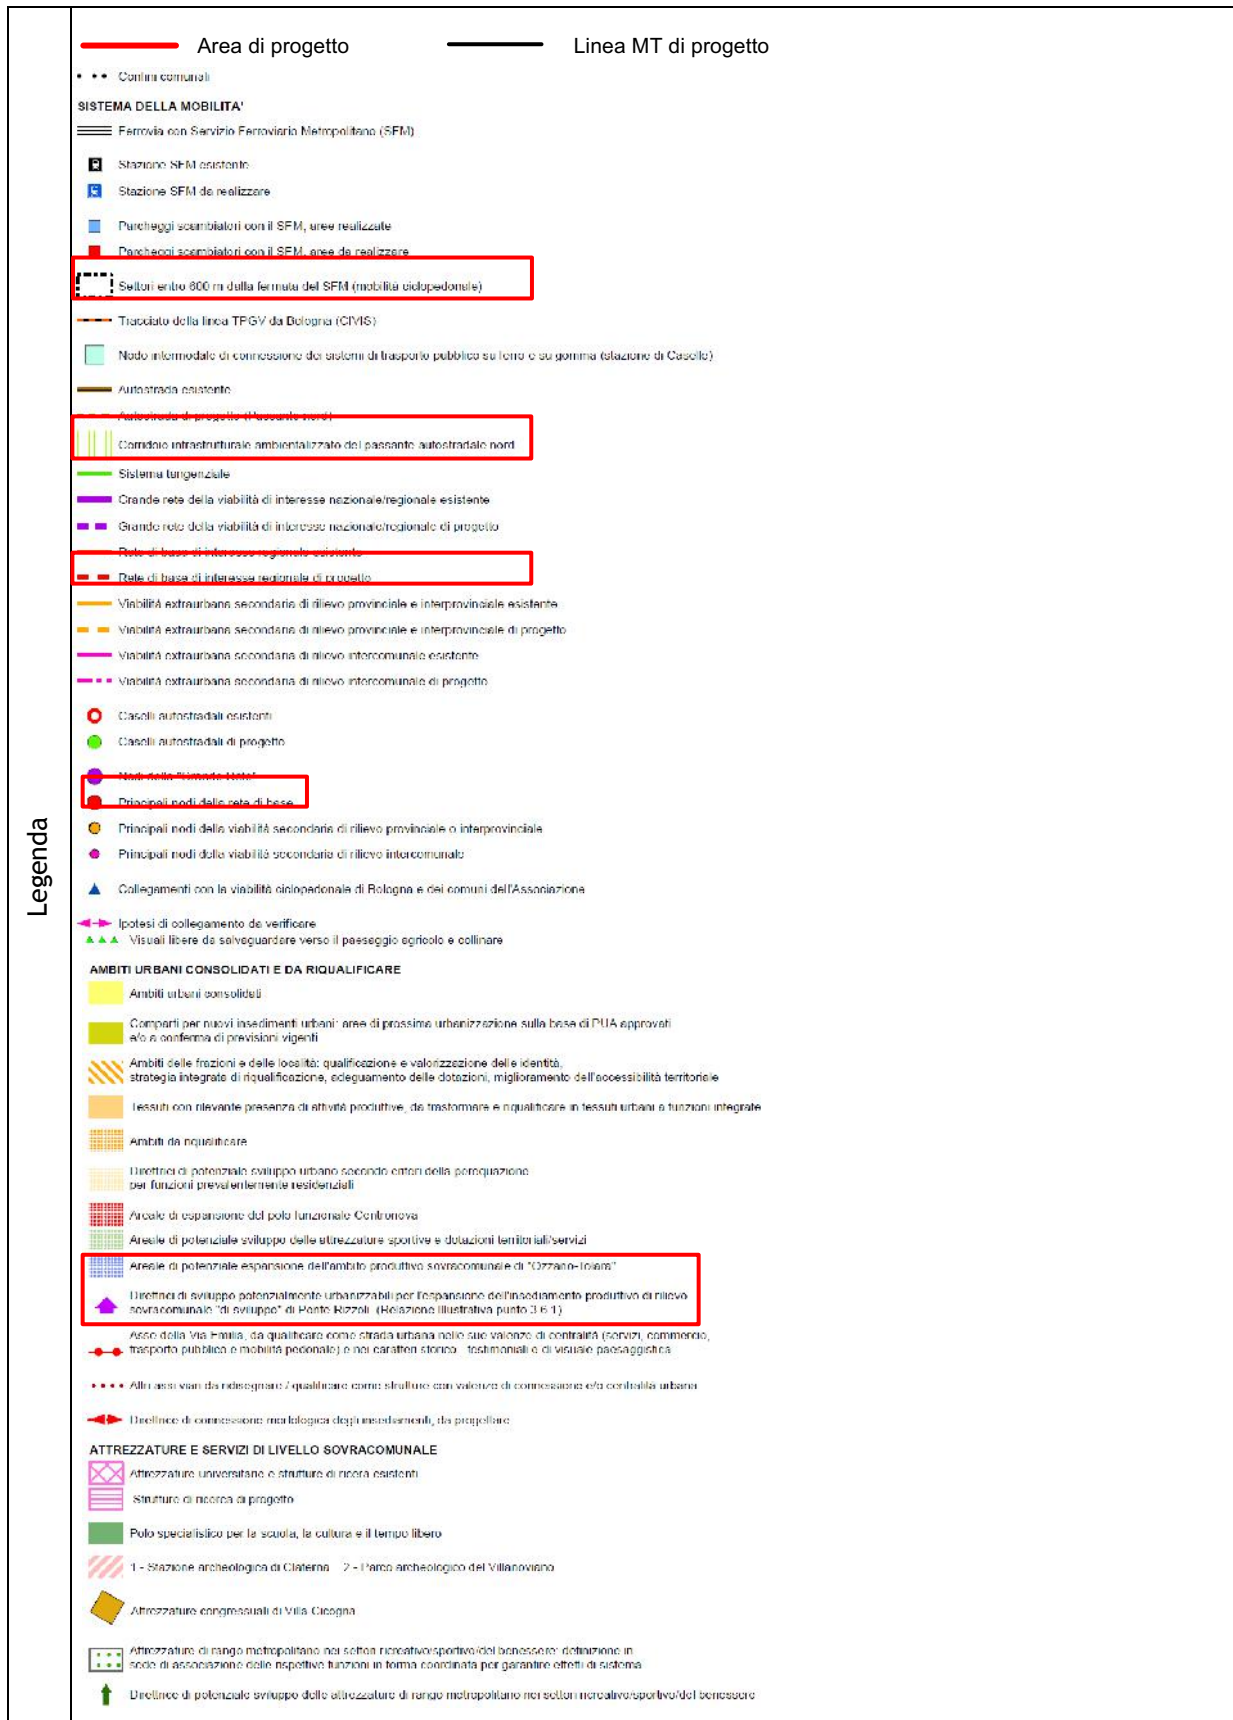 Area di progetto
Linea MT di progetto
Confini comunali
SISTEMA DELLA MOBILITA'
Ferrovia con Servizio Ferroviario Metropolitano (SFM)
Stazione SFM esistente
Stazione SFM da realizzare
Parcheggi scambiatori con il SFM, aree realizzate
Parcheggi scambiatori con il SFM, aree da realizzare
Settori entro 600 m dalla fermata del SFM (mobilità ciclopedonale)
Tracciato della linea TPGV da Bologna (CIVIS)
Nodo intermodale di connessione dei sistemi di trasporto pubblico su ferro e su gomma (stazione di Caselle)
Autostrada esistente
Autostrada di progetto (Passante nord)
Corridoio infrastrutturale ambientalizzato del passante autostradale nord
Sistema tangenziale
Grande rete della viabilità di interesse nazionale/regionale esistente
Grande rete della viabilità di interesse nazionale/regionale di progetto
Rete di base di interesse regionale esistente
Rete di base di interesse regionale di progetto
Viabilità extraurbana secondaria di rilievo provinciale e interprovinciale esistente
Viabilità extraurbana secondaria di rilievo provinciale e interprovinciale di progetto
Viabilità extraurbana secondaria di rilievo intercomunale esistente
Viabilità extraurbana secondaria di rilievo intercomunale di progetto
Caselli autostradali esistenti
Caselli autostradali di progetto
Nodi della "Grande Rete"
Principali nodi della rete di base
Principali nodi della viabilità secondaria di rilievo provinciale o interprovinciale
Principali nodi della viabilità secondaria di rilievo intercomunale
Legenda
Collegamenti con la viabilità ciclopedonale di Bologna e dei comuni dell'Associazione
Ipotesi di collegamento da verificare
Visuali libere da salvaguardare verso il paesaggio agricolo e collinare
AMBITI URBANI CONSOLIDATI E DA RIQUALIFICARE
Ambiti urbani consolidati
Comparti per nuovi insedimenti urbani: aree di prossima urbanizzazione sulla base di PUA approvati
e/o a conferma di previsioni vigenti
Ambiti delle frazioni e delle località: qualificazione e valorizzazione delle identità,
strategia integrata di riqualificazione, adeguamento delle dotazioni, miglioramento dell'accessibilità territoriale
Tessuti con rilevante presenza di attività produttive, da trasformare e riqualificare in tessuti urbani a funzioni integrate
Ambiti da riqualificare
Direttrici di potenziale sviluppo urbano secondo criteri della perequazione
per funzioni prevalentemente residenziali
Areale di espansione del polo funzionale Centronova
Areale di potenziale sviluppo delle attrezzature sportive e dotazioni territoriali/servizi
Areale di potenziale espansione dell'ambito produttivo sovracomunale di "Ozzano-Tolara"
Direttrici di sviluppo potenzialmente urbanizzabili per l'espansione dell'insediamento produttivo di rilievo
sovracomunale "di sviluppo" di Ponte Rizzoli (Relazione Illustrativa punto 3.6.1)
Asse della Via Emilia, da qualificare come strada urbana nelle sue valenze di centralità (servizi, commercio,
trasporto pubblico e mobilità pedonale) e nei caratteri storico - testimoniali e di visuale paesaggistica
Altri assi viari da ridisegnare / qualificare come strutture con valenze di connessione e/o centralità urbana
Direttrice di connessione morfologica degli insediamenti, da progettare
ATTREZZATURE E SERVIZI DI LIVELLO SOVRACOMUNALE
Attrezzature universitarie e strutture di ricera esistenti
Strutture di ricerca di progetto
Polo specialistico per la scuola, la cultura e il tempo libero
1 - Stazione archeologica di Claterna 2 - Parco archeologico del Villanoviano
Attrezzature congressuali di Villa Cicogna
Attrezzature di rango metropolitano nei settori ricreativo/sportivo/del benessere: definizione in
sede di associazione delle rispettive funzioni in forma coordinata per garantire effetti di sistema
Direttrice di potenziale sviluppo delle attrezzature di rango metropolitano nei settori ricreativo/sportivo/del benessere